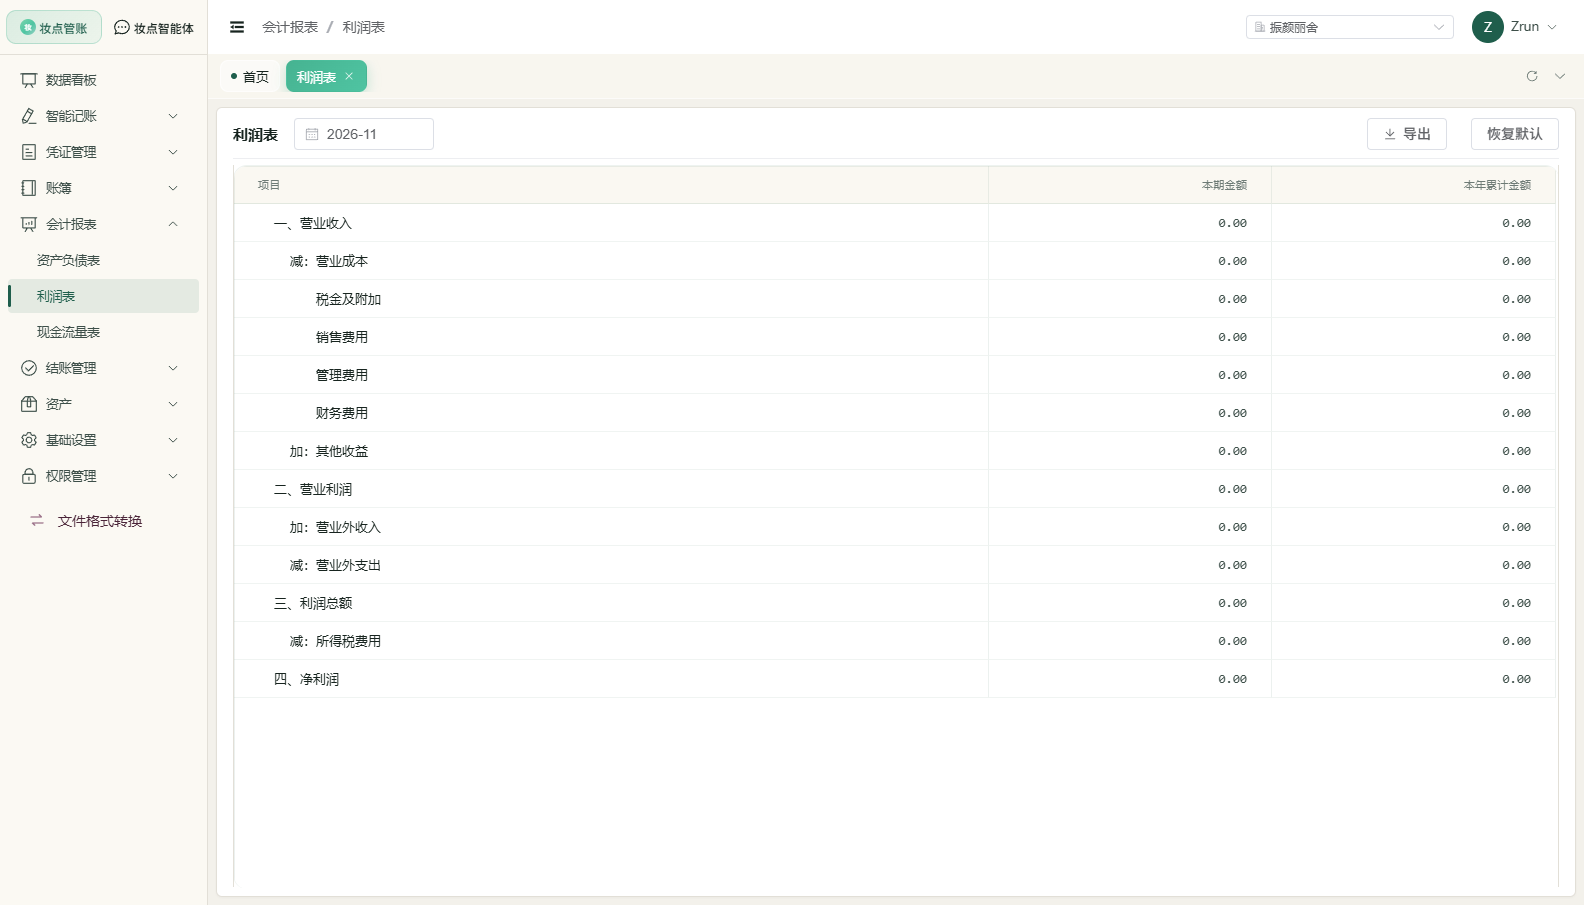 妆点管账
妆点智能体
会计报表 / 利润表
振颜丽舍
Z
Zrun
数据看板
智能记账
凭证管理
账簿
会计报表
资产负债表
利润表
现金流量表
结账管理
资产
基础设置
权限管理
文件格式转换
首页
利润表
利润表
2026-11
导出
恢复默认
项目 本期金额 本年累计金额
一、营业收入 0.00 0.00
减：营业成本 0.00 0.00
税金及附加 0.00 0.00
销售费用 0.00 0.00
管理费用 0.00 0.00
财务费用 0.00 0.00
加：其他收益 0.00 0.00
二、营业利润 0.00 0.00
加：营业外收入 0.00 0.00
减：营业外支出 0.00 0.00
三、利润总额 0.00 0.00
减：所得税费用 0.00 0.00
四、净利润 0.00 0.00